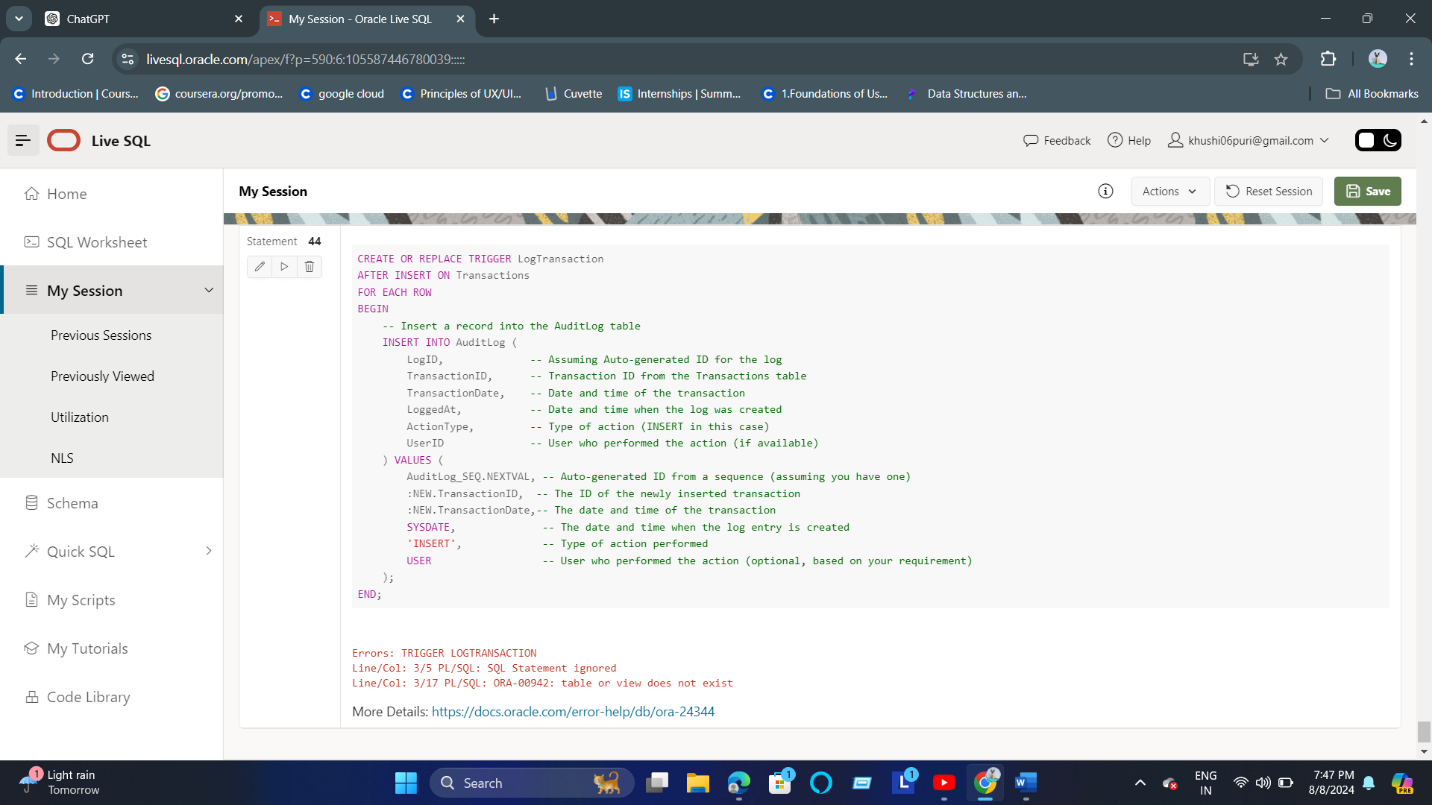 ChatGPT
My Session - Oracle Live SQL
livesql.oracle.com/apex/f?p=590:6:105587446780039:::::
Introduction | Cours...
coursera.org/promo...
google cloud
Principles of UX/UI...
Cuvette
Internships | Summ...
1.Foundations of Us...
Data Structures an...
All Bookmarks
Live SQL
Feedback
Help
khushi06puri@gmail.com
Home
SQL Worksheet
My Session
Previous Sessions
Previously Viewed
Utilization
NLS
Schema
Quick SQL
My Scripts
My Tutorials
Code Library
My Session
Actions
Reset Session
Save
Statement 44
CREATE OR REPLACE TRIGGER LogTransaction
AFTER INSERT ON Transactions
FOR EACH ROW
BEGIN
-- Insert a record into the AuditLog table
INSERT INTO AuditLog (
LogID, -- Assuming Auto-generated ID for the log
TransactionID, -- Transaction ID from the Transactions table
TransactionDate, -- Date and time of the transaction
LoggedAt, -- Date and time when the log was created
ActionType, -- Type of action (INSERT in this case)
UserID -- User who performed the action (if available)
) VALUES (
AuditLog_SEQ.NEXTVAL, -- Auto-generated ID from a sequence (assuming you have one)
:NEW.TransactionID, -- The ID of the newly inserted transaction
:NEW.TransactionDate,-- The date and time of the transaction
SYSDATE, -- The date and time when the log entry is created
'INSERT', -- Type of action performed
USER -- User who performed the action (optional, based on your requirement)
);
END;
Errors: TRIGGER LOGTRANSACTION
Line/Col: 3/5 PL/SQL: SQL Statement ignored
Line/Col: 3/17 PL/SQL: ORA-00942: table or view does not exist
More Details: https://docs.oracle.com/error-help/db/ora-24344
1
Light rain
Tomorrow
Search
1
1
ENG
IN
7:47 PM
8/8/2024
PRE